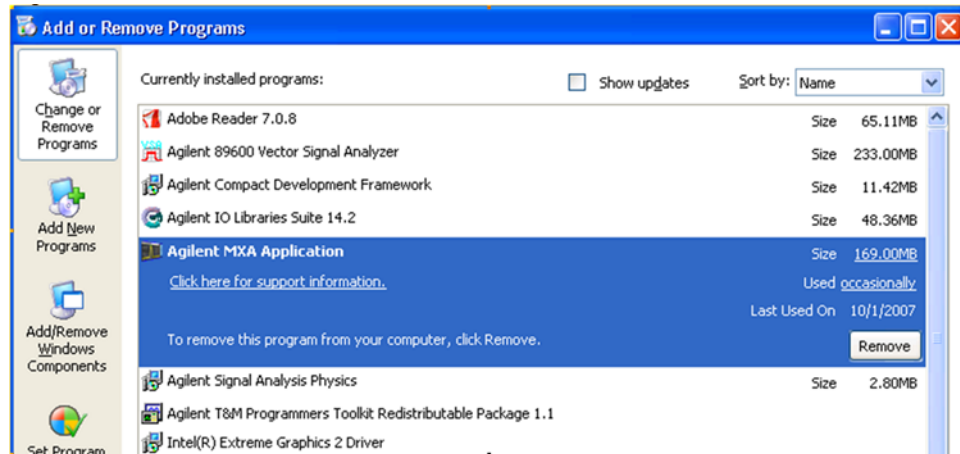 Add or Remove Programs
Change or
Remove
Programs
Add New
Programs
Add/Remove
Windows
Components
Set Program
Currently installed programs:
Show updates
Sort by: Name
Adobe Reader 7.0.8 Size 65.11MB
Agilent 89600 Vector Signal Analyzer Size 233.00MB
Agilent Compact Development Framework Size 11.42MB
Agilent IO Libraries Suite 14.2 Size 48.36MB
Agilent MXA Application Size 169.00MB
Click here for support information. Used occasionally
Last Used On 10/1/2007
To remove this program from your computer, click Remove. Remove
Agilent Signal Analysis Physics Size 2.80MB
Agilent T&M Programmers Toolkit Redistributable Package 1.1
Intel(R) Extreme Graphics 2 Driver